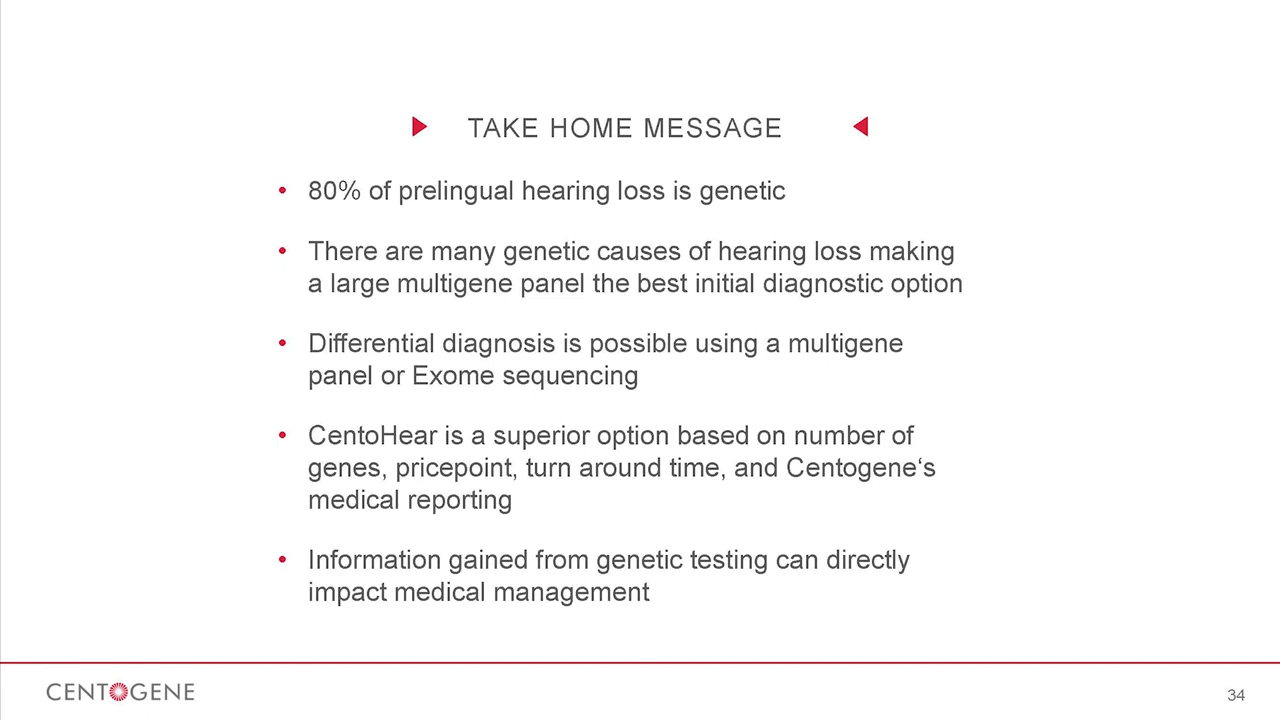 TAKE HOME MESSAGE
• 80% of prelingual hearing loss is genetic
• There are many genetic causes of hearing loss making
a large multigene panel the best initial diagnostic option
• Differential diagnosis is possible using a multigene
panel or Exome sequencing
• CentoHear is a superior option based on number of
genes, pricepoint, turn around time, and Centogene‘s
medical reporting
• Information gained from genetic testing can directly
impact medical management
CENTOGENE
34